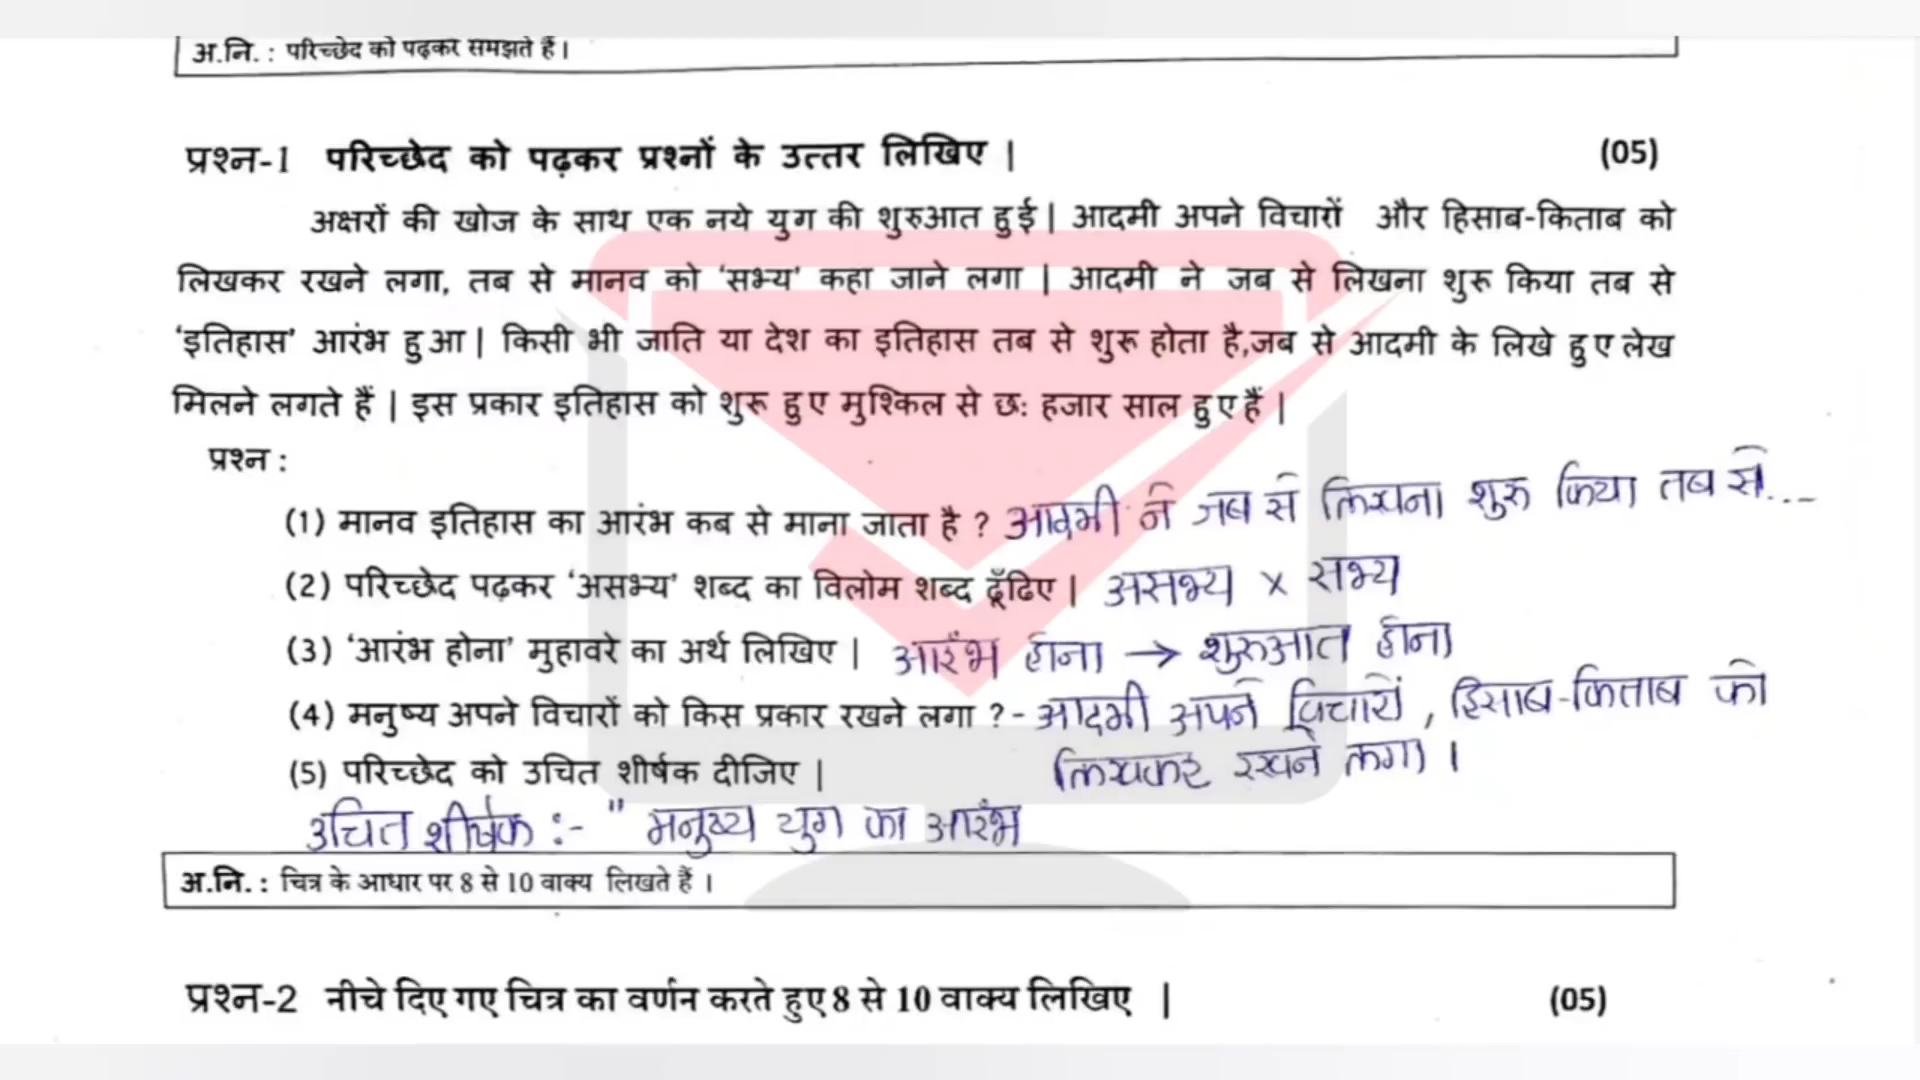 अ.नि. : परिच्छेद को पढ़कर समझते हैं।
प्रश्न-1 परिच्छेद को पढ़कर प्रश्नों के उत्तर लिखिए | (05)
अक्षरों की खोज के साथ एक नये युग की शुरुआत हुई | आदमी अपने विचारों और हिसाब-किताब को
लिखकर रखने लगा, तब से मानव को ‘सभ्य’ कहा जाने लगा | आदमी ने जब से लिखना शुरू किया तब से
‘इतिहास’ आरंभ हुआ | किसी भी जाति या देश का इतिहास तब से शुरू होता है,जब से आदमी के लिखे हुए लेख
मिलने लगते हैं | इस प्रकार इतिहास को शुरू हुए मुश्किल से छः हजार साल हुए हैं |
प्रश्न :
(1) मानव इतिहास का आरंभ कब से माना जाता है ? आदमी ने जब से लिखना शुरू किया तब से...
(2) परिच्छेद पढ़कर ‘असभ्य’ शब्द का विलोम शब्द ढूँढिए | असभ्य x सभ्य
(3) ‘आरंभ होना’ मुहावरे का अर्थ लिखिए | आरंभ होना → शुरुआत होना
(4) मनुष्य अपने विचारों को किस प्रकार रखने लगा ? - आदमी अपने विचारों , हिसाब-किताब को
(5) परिच्छेद को उचित शीर्षक दीजिए | लिखकर रखने लगा ।
उचित शीर्षक :- " मनुष्य युग का आरंभ
अ.नि. : चित्र के आधार पर 8 से 10 वाक्य लिखते हैं ।
प्रश्न-2 नीचे दिए गए चित्र का वर्णन करते हुए 8 से 10 वाक्य लिखिए | (05)